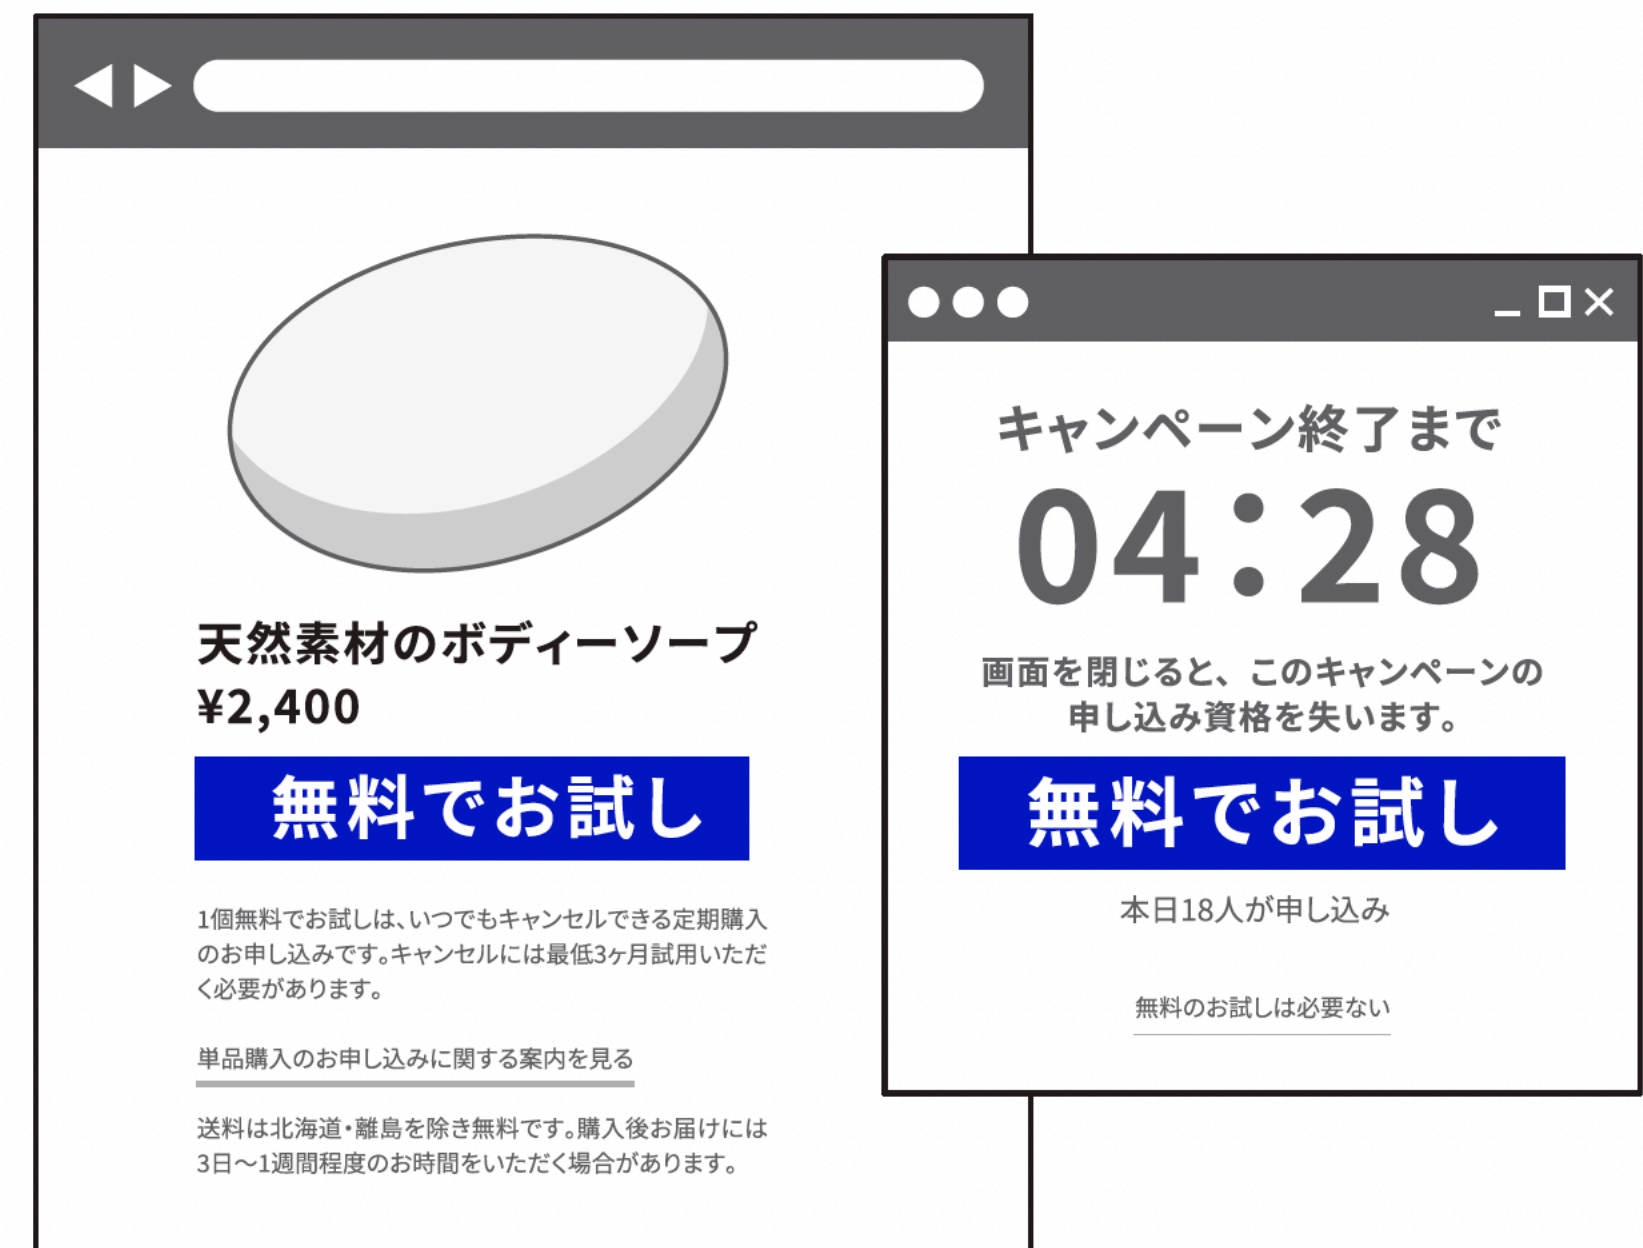 天然素材のボディーソープ
¥2,400
無料でお試し
1個無料でお試しは、いつでもキャンセルできる定期購入
のお申し込みです。キャンセルには最低3ヶ月試用いただ
く必要があります。
単品購入のお申し込みに関する案内を見る
送料は北海道・離島を除き無料です。購入後お届けには
3日〜1週間程度のお時間をいただく場合があります。
キャンペーン終了まで
04:28
画面を閉じると、このキャンペーンの
申し込み資格を失います。
無料でお試し
本日18人が申し込み
無料のお試しは必要ない